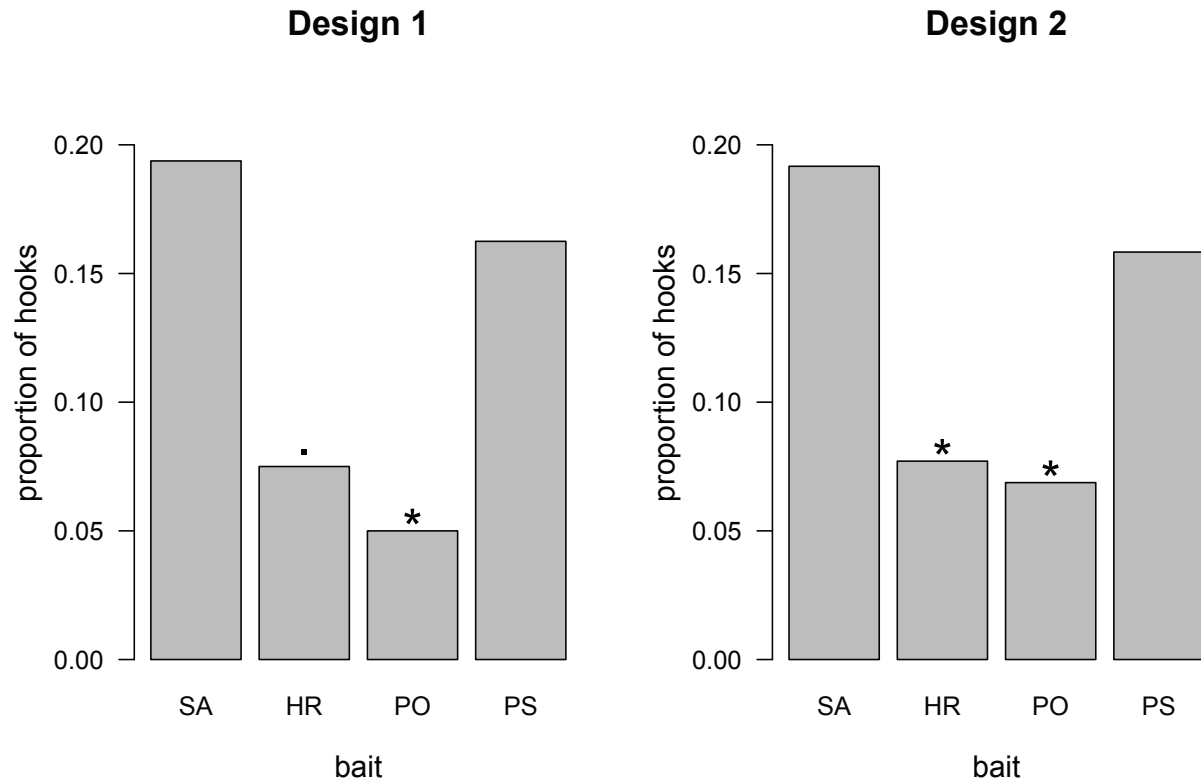 Design 1
proportion of hooks
0.20
0.15
0.10
0.05
0.00
.
*
SA HR PO PS
bait
Design 2
proportion of hooks
0.20
0.15
0.10
0.05
0.00
* *
SA HR PO PS
bait